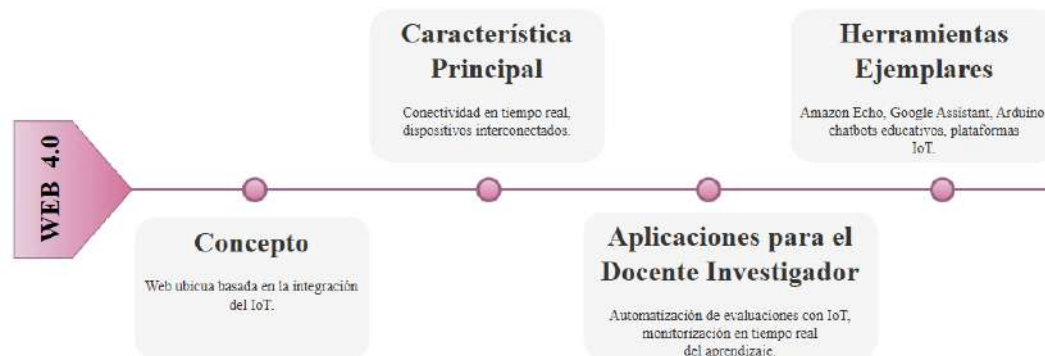 WEB 4.0
Concepto
Web ubicua basada en la integración
del IoT.
Característica
Principal
Conectividad en tiempo real,
dispositivos interconectados.
Aplicaciones para el
Docente Investigador
Automatización de evaluaciones con IoT,
monitorización en tiempo real
del aprendizaje.
Herramientas
Ejemplares
Amazon Echo, Google Assistant, Arduino,
chatbots educativos, plataformas
IoT.